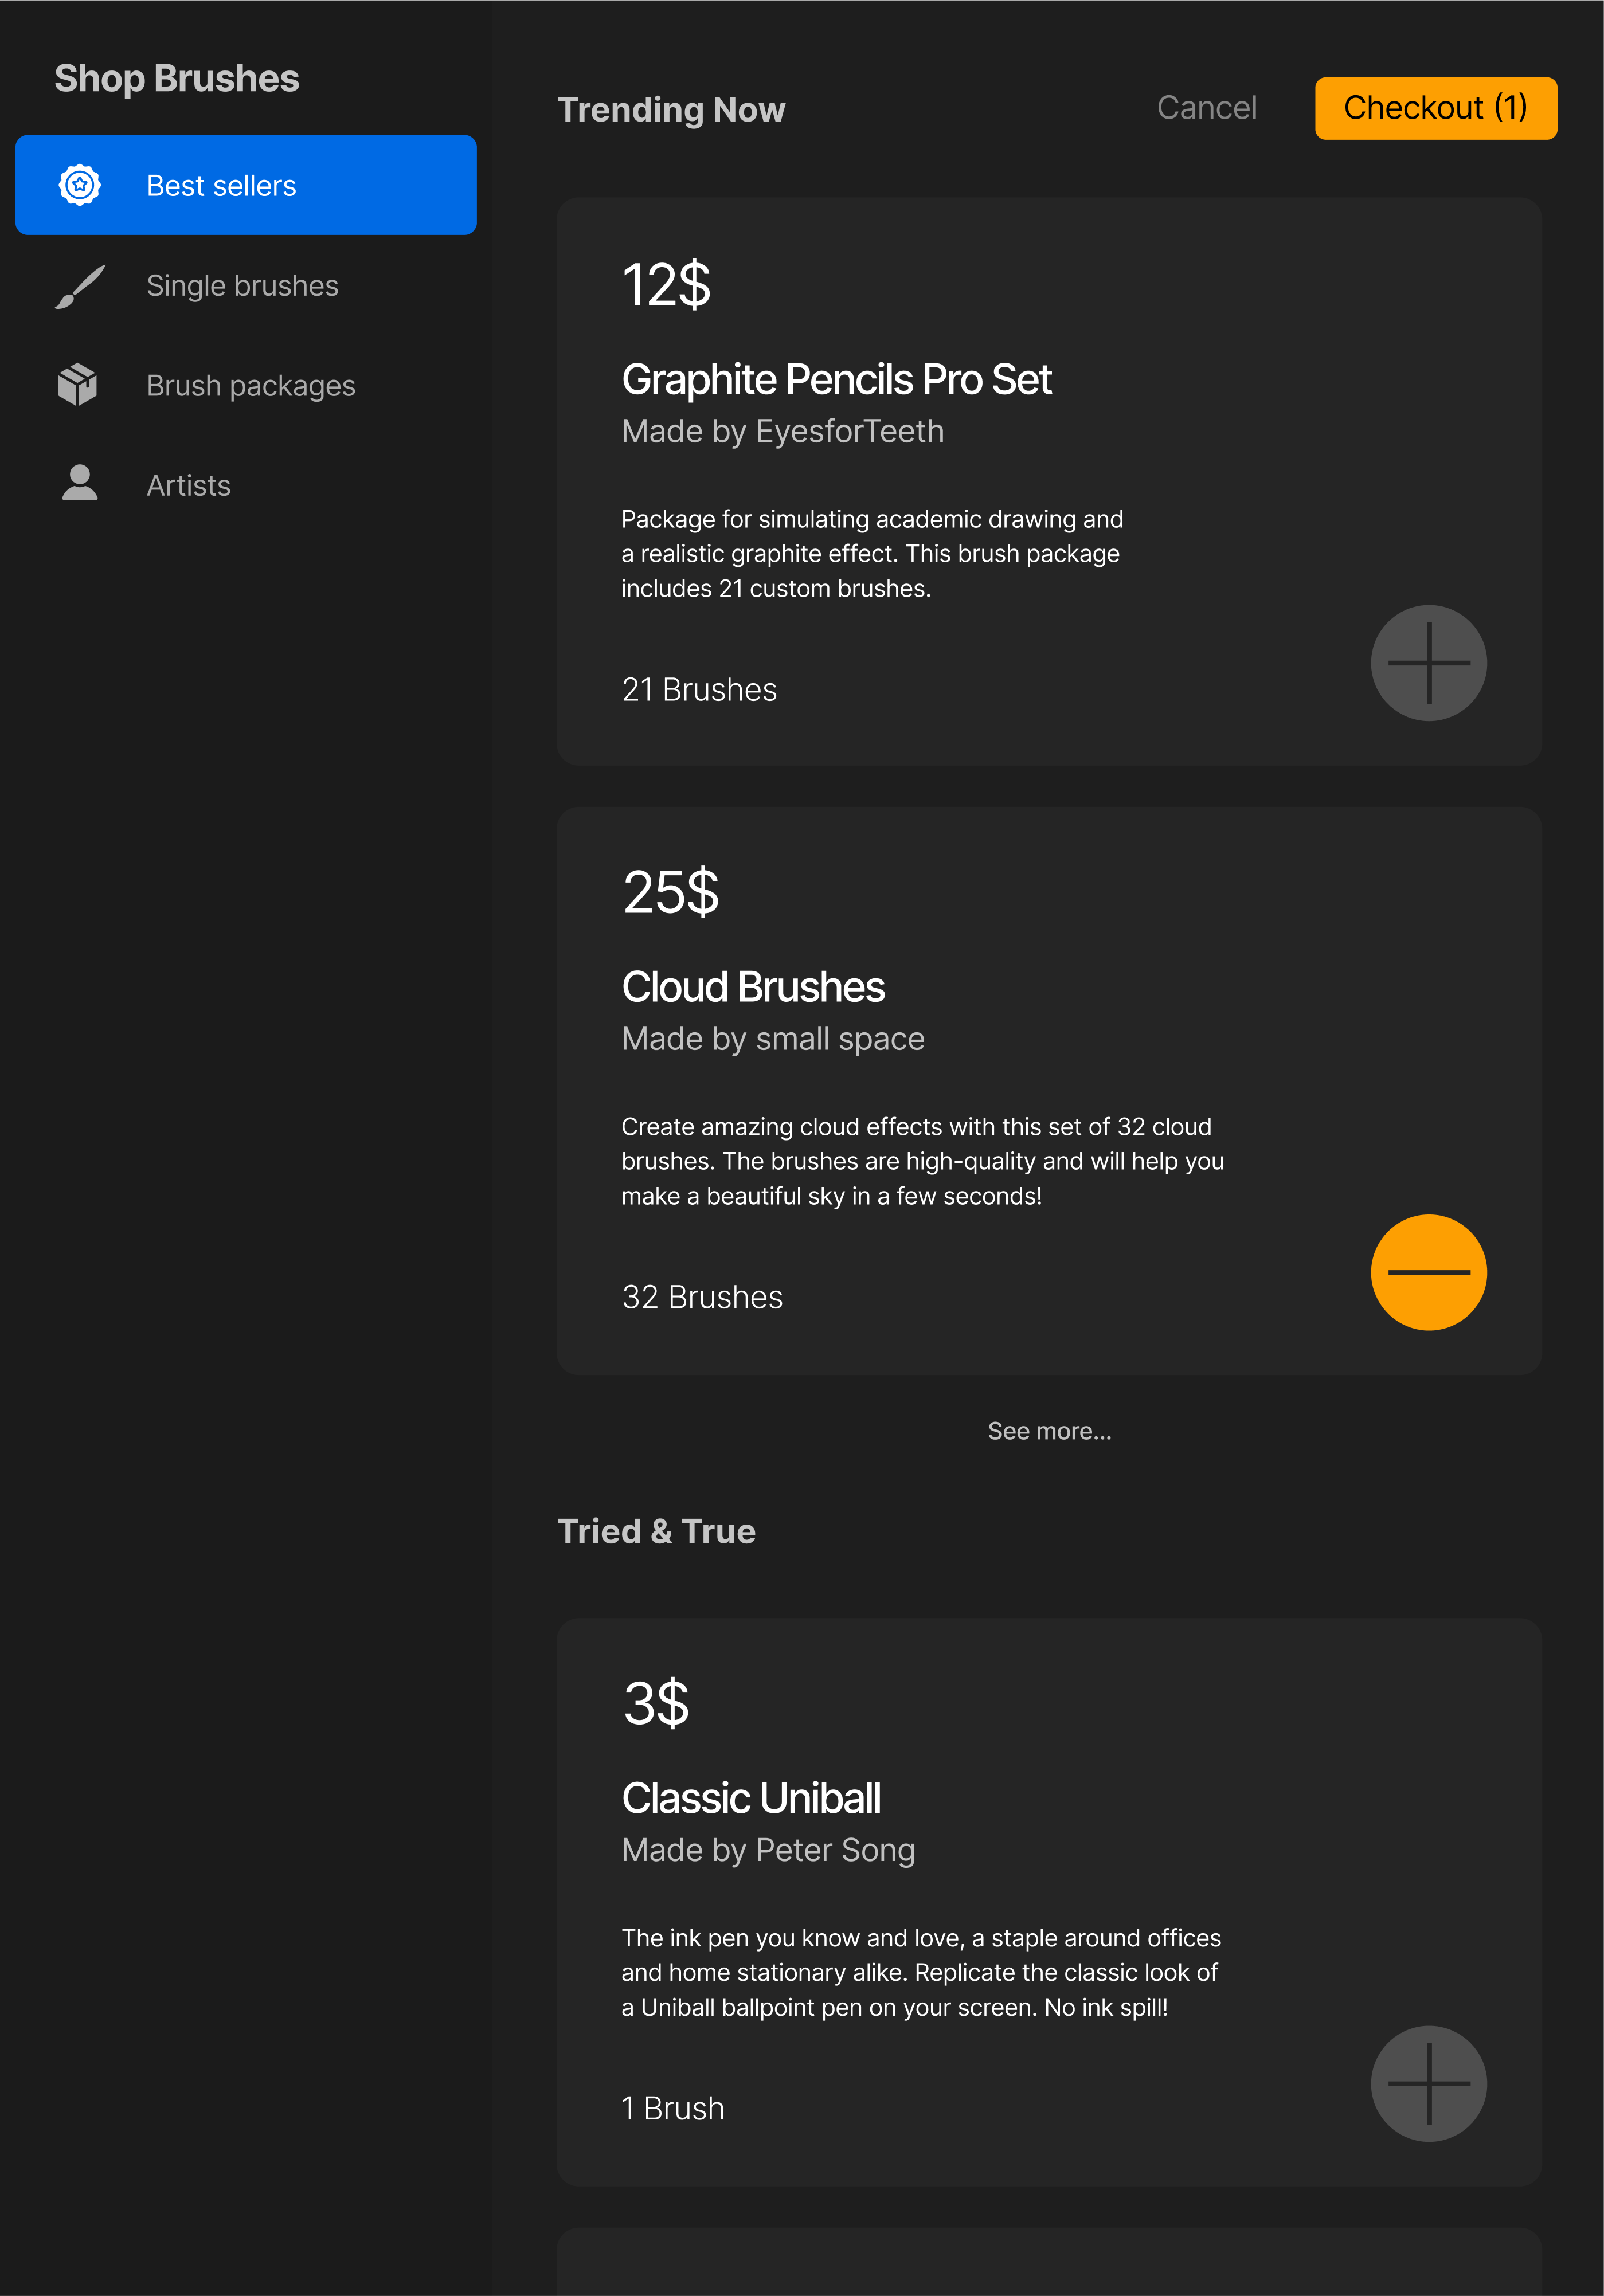 Shop Brushes
Best sellers
Single brushes
Brush packages
Artists
Trending Now
Cancel
Checkout (1)
12$
Graphite Pencils Pro Set
Made by EyesforTeeth
Package for simulating academic drawing and
a realistic graphite effect. This brush package
includes 21 custom brushes.
21 Brushes
25$
Cloud Brushes
Made by small space
Create amazing cloud effects with this set of 32 cloud
brushes. The brushes are high-quality and will help you
make a beautiful sky in a few seconds!
32 Brushes
See more...
Tried & True
3$
Classic Uniball
Made by Peter Song
The ink pen you know and love, a staple around offices
and home stationary alike. Replicate the classic look of
a Uniball ballpoint pen on your screen. No ink spill!
1 Brush